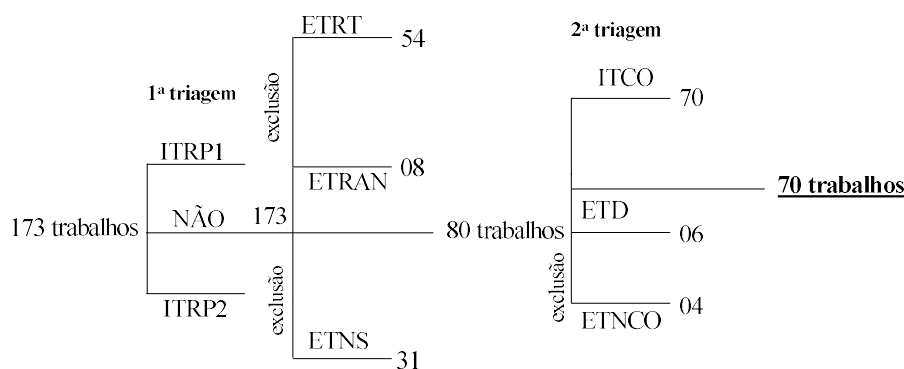 1ª triagem
173 trabalhos
ITRP1
NÃO
ITRP2
173
exclusão
exclusão
ETRT
54
ETRAN
08
ETNS
31
2ª triagem
80 trabalhos
ITCO
70
70 trabalhos
ETD
06
exclusão
ETNCO
04